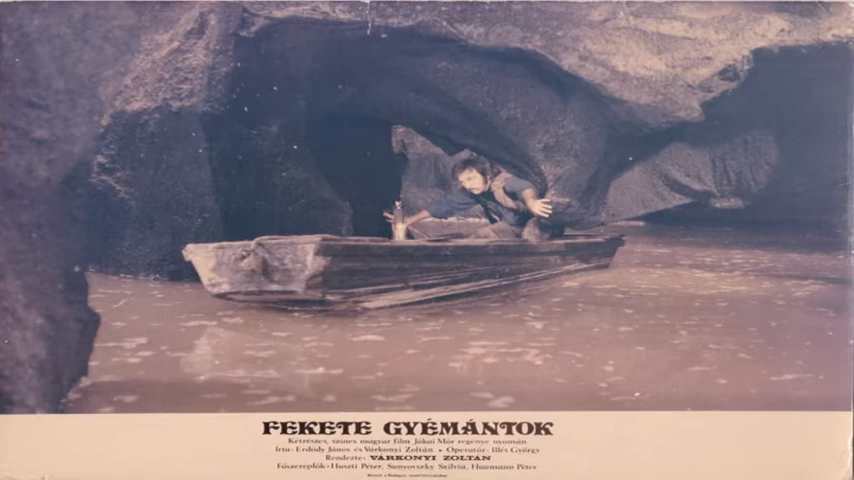 FEKETE GYÉMÁNTOK
Kétrészes, színes magyar film Jókai Mór regénye nyomán
Írta: Erdődy János és Várkonyi Zoltán • Operatőr: Illés György
Rendezte: VÁRKONYI ZOLTÁN
Főszereplők: Huszti Péter, Sunyovszky Szilvia, Haumann Péter